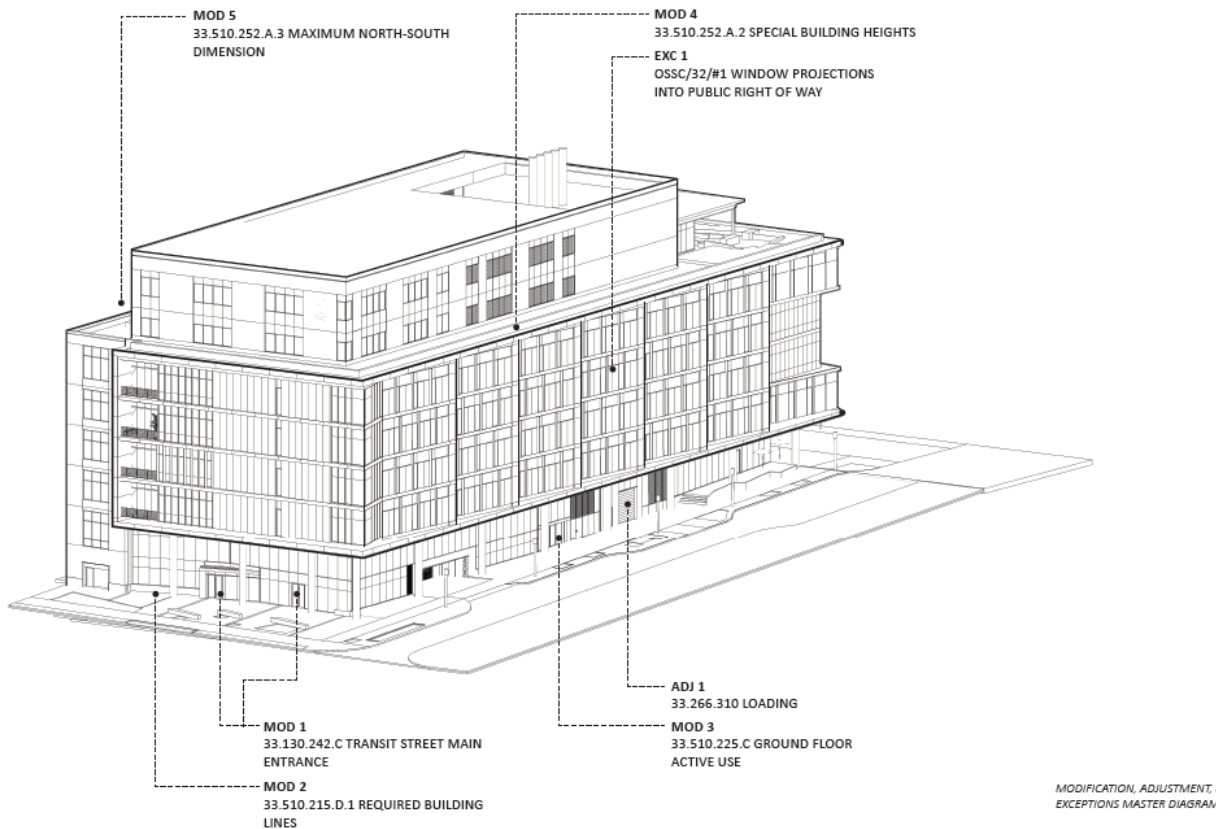 MOD 5
33.510.252.A.3 MAXIMUM NORTH-SOUTH
DIMENSION
MOD 4
33.510.252.A.2 SPECIAL BUILDING HEIGHTS
EXC 1
OSSC/32/#1 WINDOW PROJECTIONS
INTO PUBLIC RIGHT OF WAY
ADJ 1
33.266.310 LOADING
MOD 1
33.130.242.C TRANSIT STREET MAIN
ENTRANCE
MOD 3
33.510.225.C GROUND FLOOR
ACTIVE USE
MOD 2
33.510.215.D.1 REQUIRED BUILDING
LINES
MODIFICATION, ADJUSTMENT,
EXCEPTIONS MASTER DIAGRAM